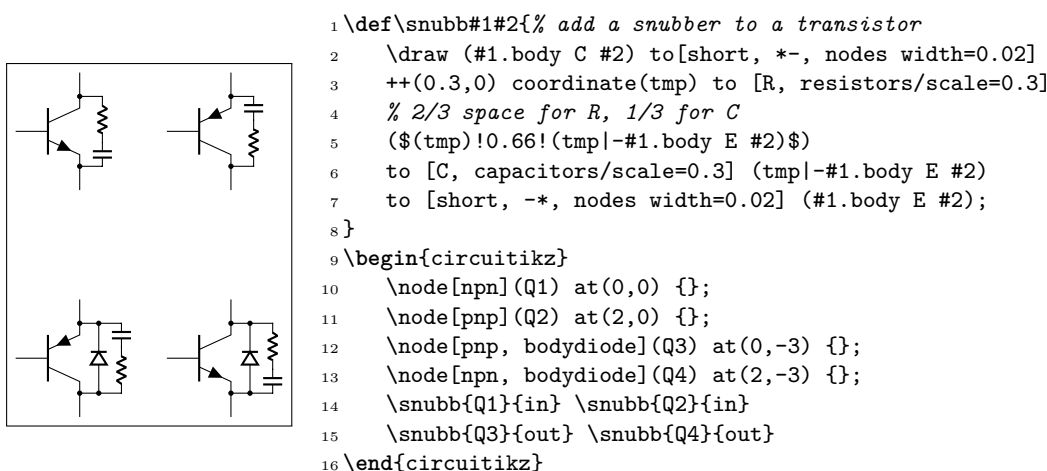 1 \def\snubb#1#2{% add a snubber to a transistor
2 \draw (#1.body C #2) to[short, *-, nodes width=0.02]
3 ++(0.3,0) coordinate(tmp) to [R, resistors/scale=0.3]
4 % 2/3 space for R, 1/3 for C
5 ($(tmp)!0.66!(tmp|-#1.body E #2)$)
6 to [C, capacitors/scale=0.3] (tmp|-#1.body E #2)
7 to [short, -*, nodes width=0.02] (#1.body E #2);
8 }
9 \begin{circuitikz}
10 \node[npn](Q1) at(0,0) {};
11 \node[pnp](Q2) at(2,0) {};
12 \node[pnp, bodydiode](Q3) at(0,-3) {};
13 \node[npn, bodydiode](Q4) at(2,-3) {};
14 \snubb{Q1}{in} \snubb{Q2}{in}
15 \snubb{Q3}{out} \snubb{Q4}{out}
16 \end{circuitikz}